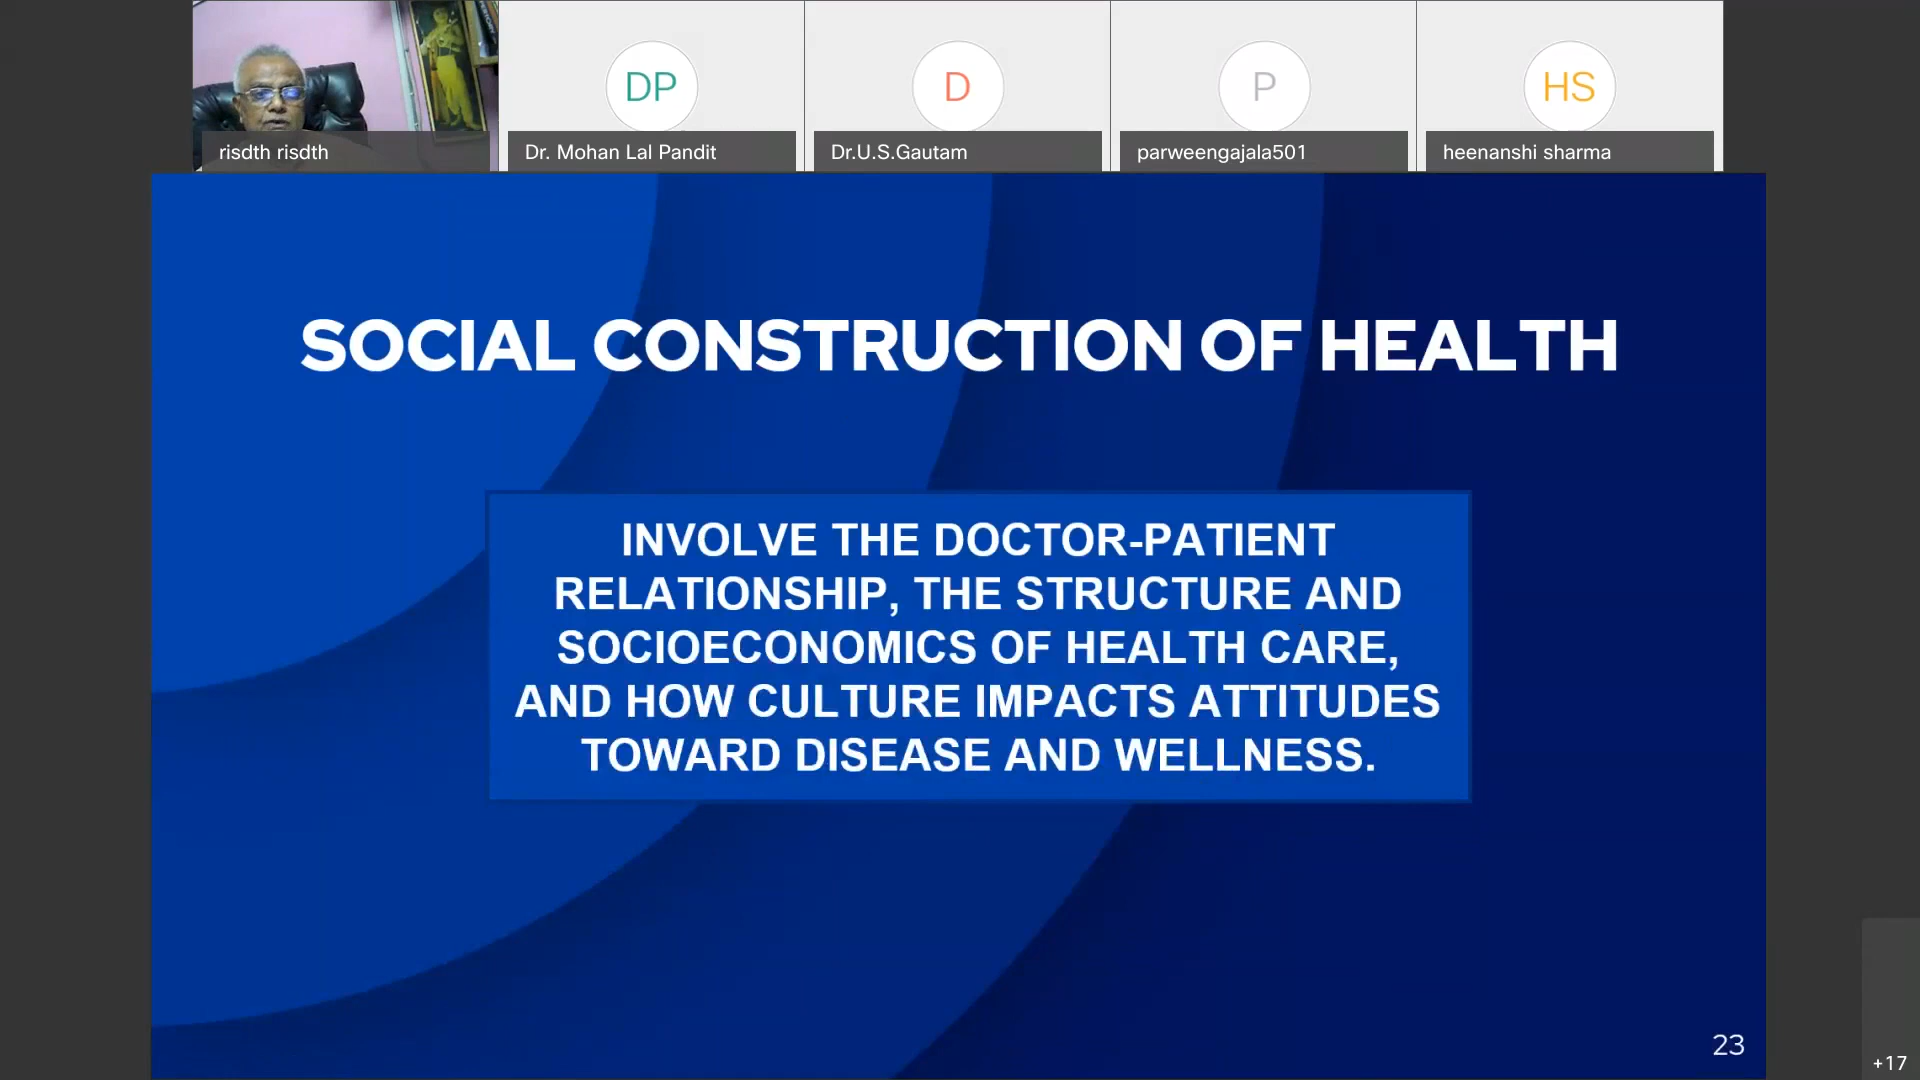 DP
D
P
HS
risdth risdth
Dr. Mohan Lal Pandit
Dr.U.S.Gautam
parweengajala501
heenanshi sharma
SOCIAL CONSTRUCTION OF HEALTH
INVOLVE THE DOCTOR-PATIENT
RELATIONSHIP, THE STRUCTURE AND
SOCIOECONOMICS OF HEALTH CARE,
AND HOW CULTURE IMPACTS ATTITUDES
TOWARD DISEASE AND WELLNESS.
23
+17